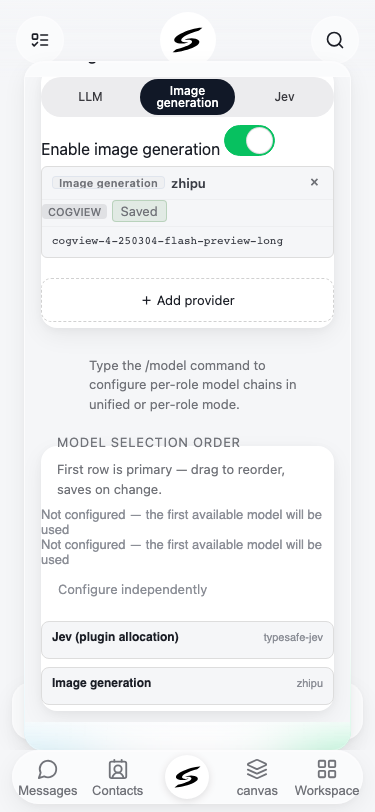 LLM
Image
generation
Jev
Enable image generation
Image generation zhipu ×
COGVIEW Saved
cogview-4-250304-flash-preview-long
+ Add provider
Type the /model command to
configure per-role model chains in
unified or per-role mode.
MODEL SELECTION ORDER
First row is primary — drag to reorder,
saves on change.
Not configured — the first available model will be
used
Not configured — the first available model will be
used
Configure independently
Jev (plugin allocation) typesafe-jev
Image generation zhipu
Messages Contacts canvas Workspace